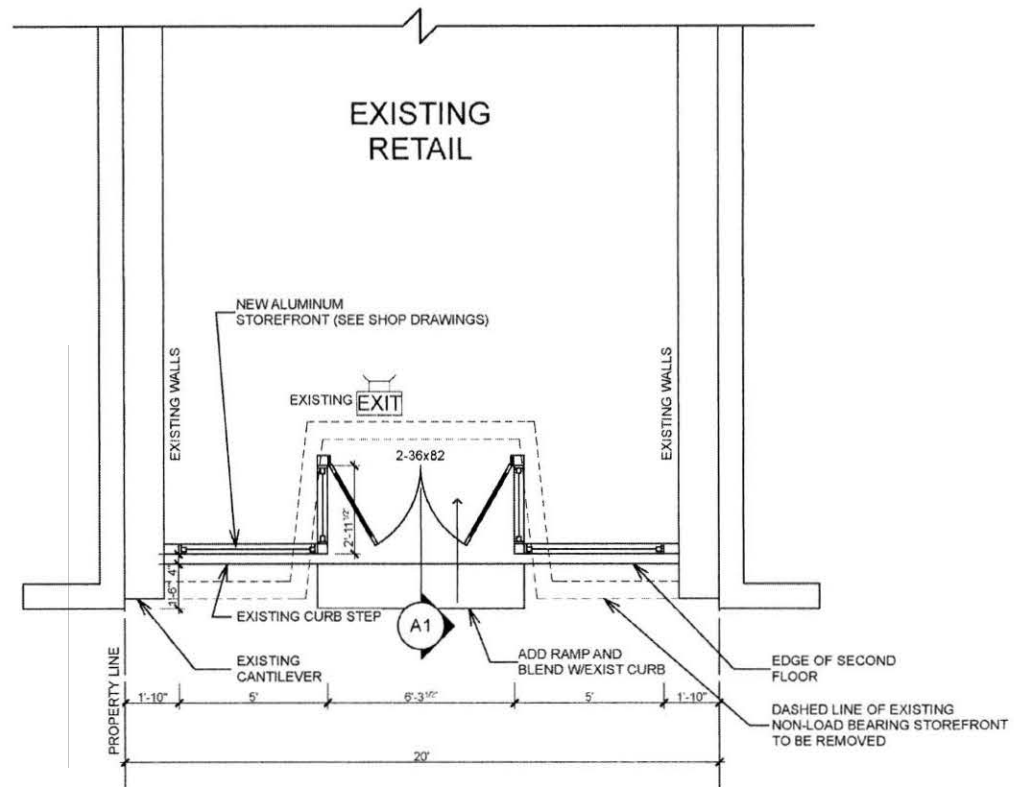 EXISTING
RETAIL
NEW ALUMINUM
STOREFRONT (SEE SHOP DRAWINGS)
EXISTING WALLS
EXISTING WALLS
EXISTING EXIT
2-36x82
2'-11 1/2"
4"
1'-6"
EXISTING CURB STEP
A1
ADD RAMP AND
BLEND W/EXIST CURB
EXISTING
CANTILEVER
EDGE OF SECOND
FLOOR
PROPERTY LINE
1'-10"
5'
6'-3 1/2"
5'
1'-10"
DASHED LINE OF EXISTING
NON-LOAD BEARING STOREFRONT
TO BE REMOVED
20'